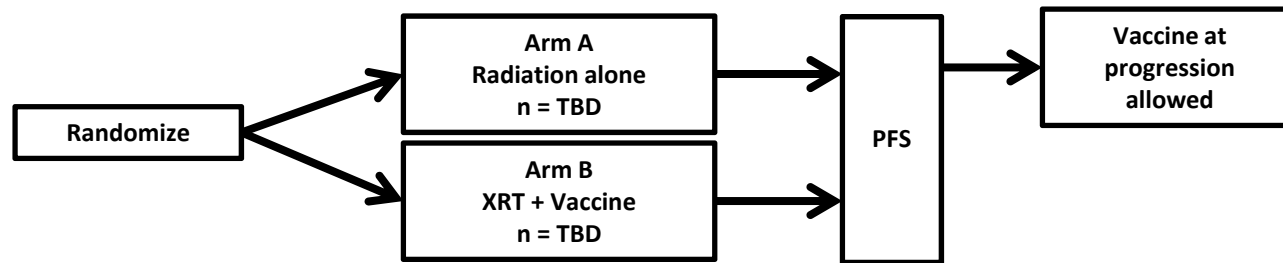 Randomize
Arm A
Radiation alone
n = TBD
Arm B
XRT + Vaccine
n = TBD
PFS
Vaccine at
progression
allowed